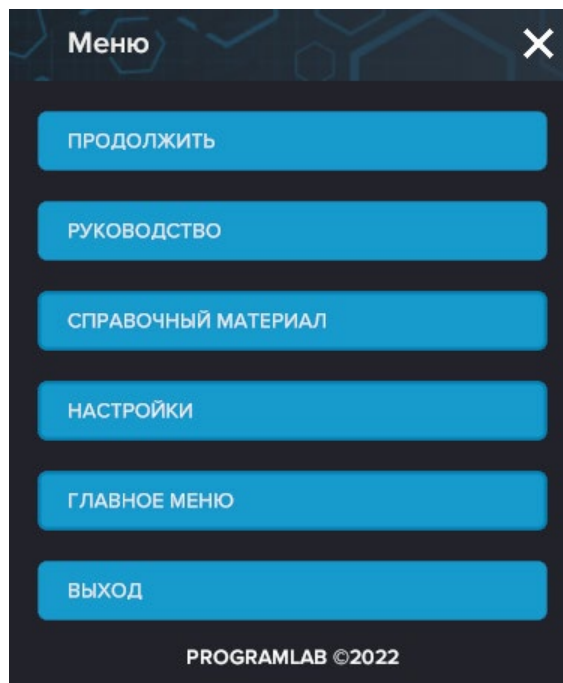 Меню
ПРОДОЛЖИТЬ
РУКОВОДСТВО
СПРАВОЧНЫЙ МАТЕРИАЛ
НАСТРОЙКИ
ГЛАВНОЕ МЕНЮ
ВЫХОД
PROGRAMLAB ©2022